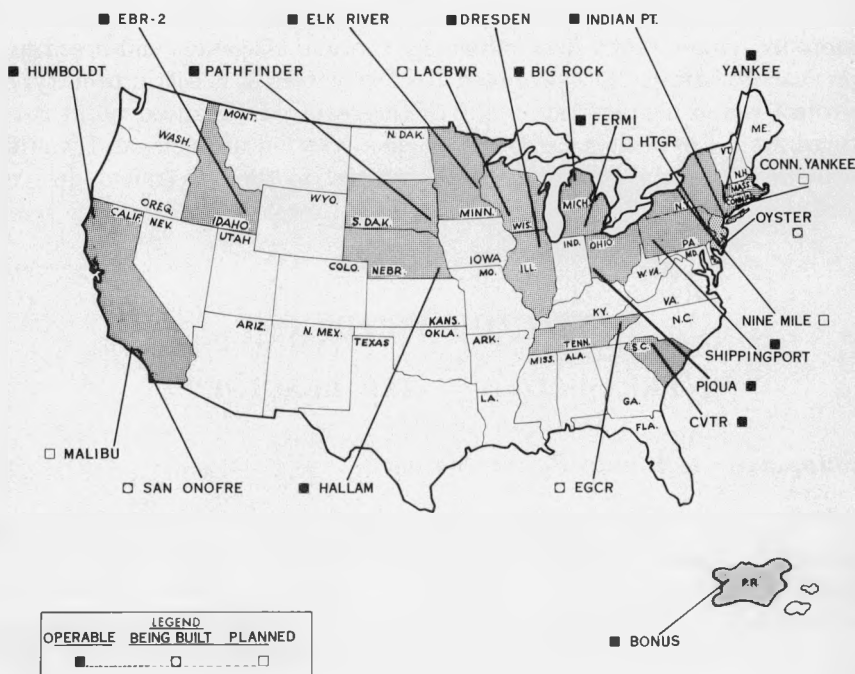 EBR-2
ELK RIVER
DRESDEN
INDIAN PT.
HUMBOLDT
PATHFINDER
LACBWR
BIG ROCK
YANKEE
FERMI
HTGR
CONN. YANKEE
OYSTER
WASH.
MONT.
N. DAK.
ME.
VT.
N.H.
MASS
CONN.
OREG.
IDAHO
WYO.
S. DAK.
MINN.
WIS.
MICH
N.Y.
CALIF.
NEV.
UTAH
NEBR.
IOWA
ILL.
IND.
OHIO
PA.
MD.
COLO.
MO.
W. VA.
NINE MILE
KANS.
KY.
VA.
ARIZ.
N. MEX.
OKLA.
N.C.
SHIPPINGPORT
TEXAS
ARK.
TENN.
S.C.
MISS.
ALA.
PIQUA
LA.
GA.
FLA.
CVTR
MALIBU
SAN ONOFRE
HALLAM
EGCR
P.R.
BONUS
LEGEND
OPERABLE BEING BUILT PLANNED